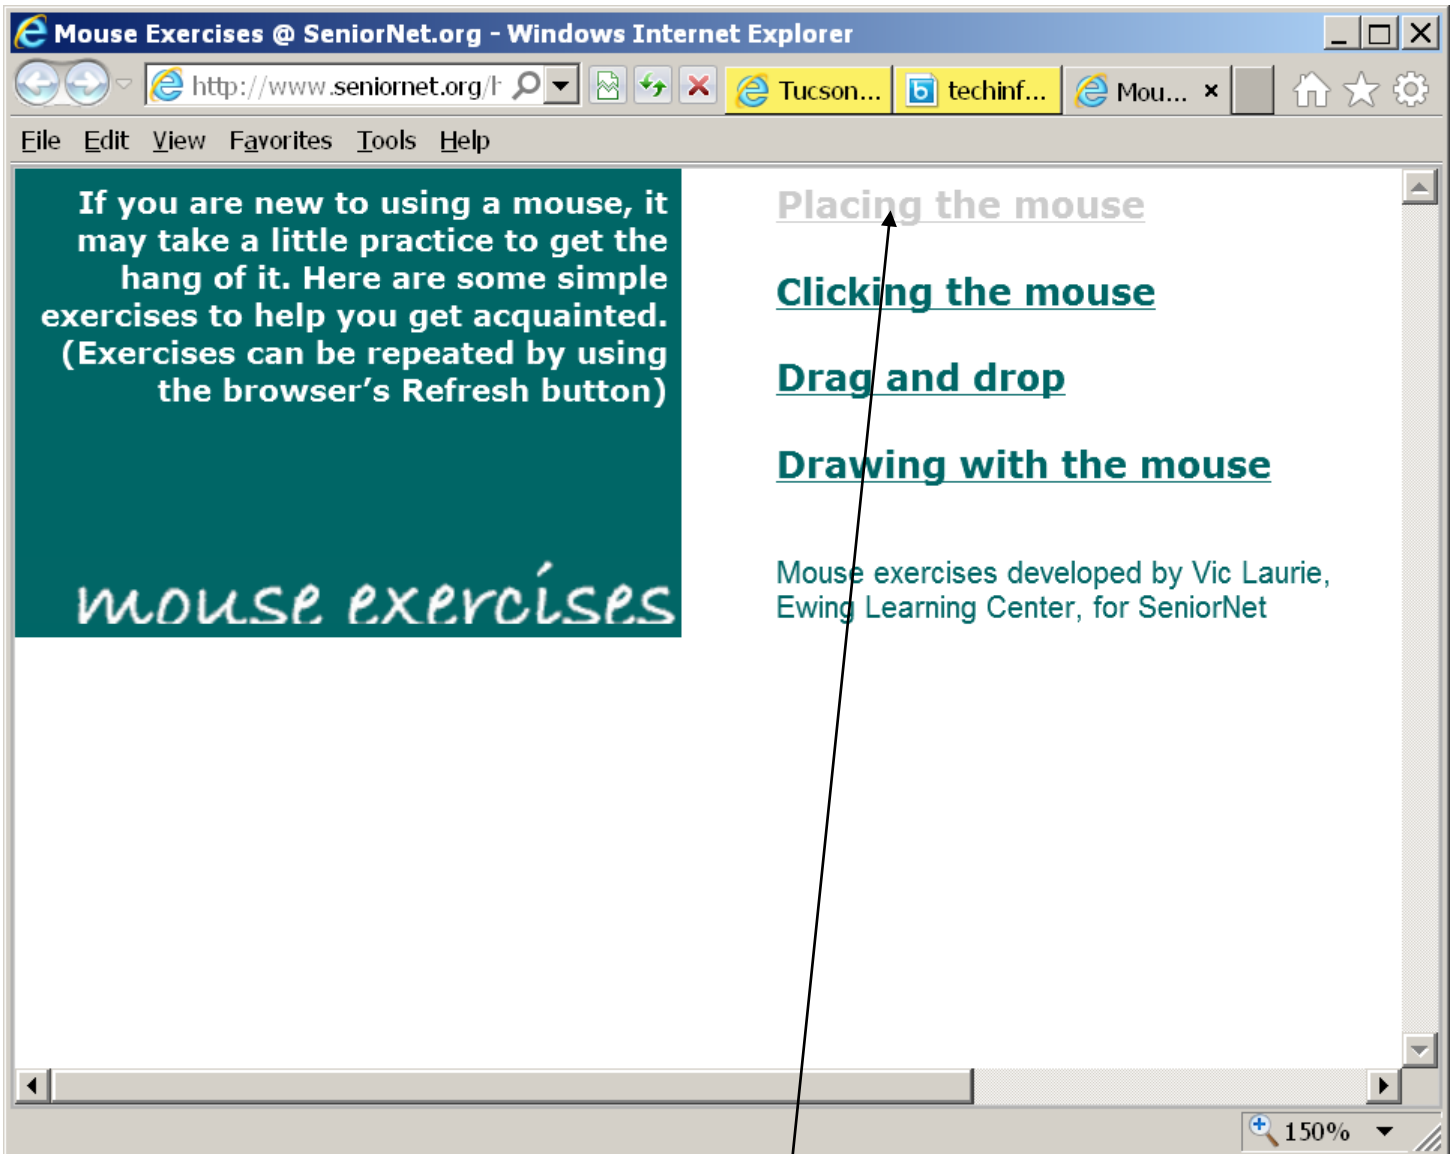 Mouse Exercises @ SeniorNet.org - Windows Internet Explorer
http://www.seniornet.org/h
Tucson...
techinf...
Mou...
File Edit View Favorites Tools Help
If you are new to using a mouse, it
may take a little practice to get the
hang of it. Here are some simple
exercises to help you get acquainted.
(Exercises can be repeated by using
the browser's Refresh button)
mouse exercises
Placing the mouse
Clicking the mouse
Drag and drop
Drawing with the mouse
Mouse exercises developed by Vic Laurie,
Ewing Learning Center, for SeniorNet
150%